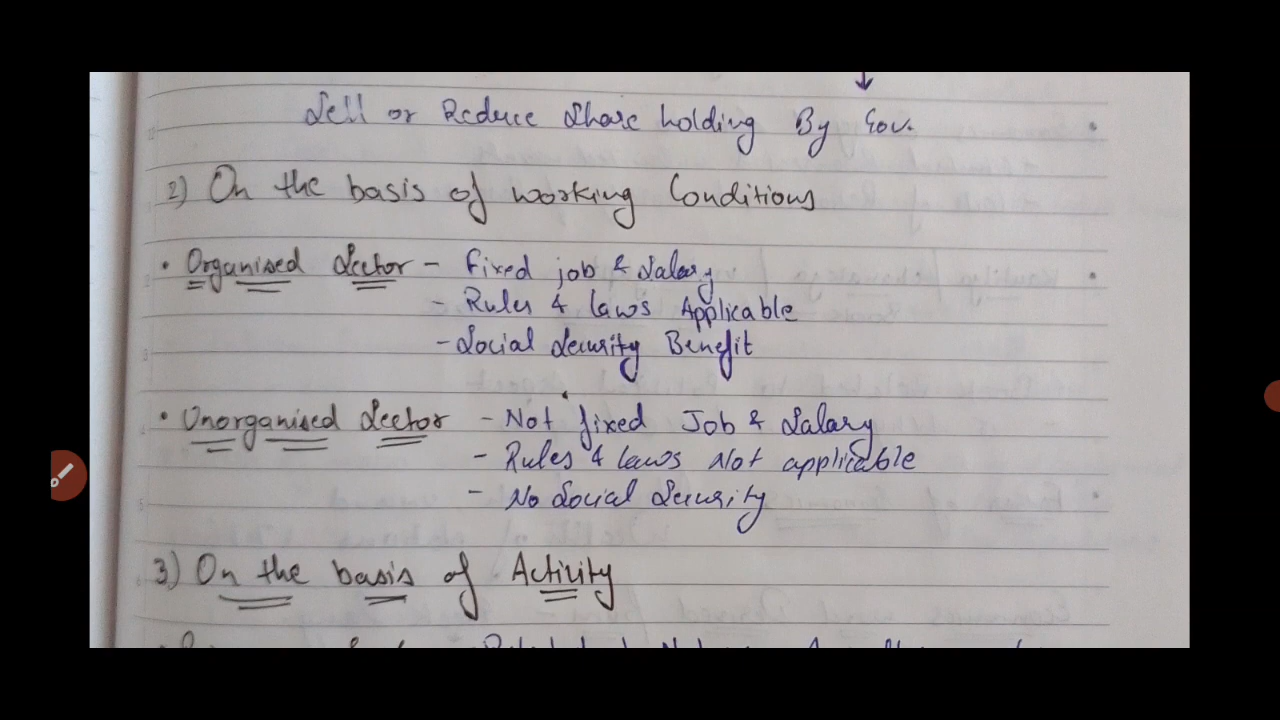 ↓
Sell or Reduce Share holding By Gov.
2) On the basis of working Conditions
• Organised Sector - fixed job & Salary
- Rules & laws Applicable
- Social Security Benefit
• Unorganised Sector - Not fixed Job & Salary
- Rules & laws Not applicable
- No Social Security
3) On the basis of Activity